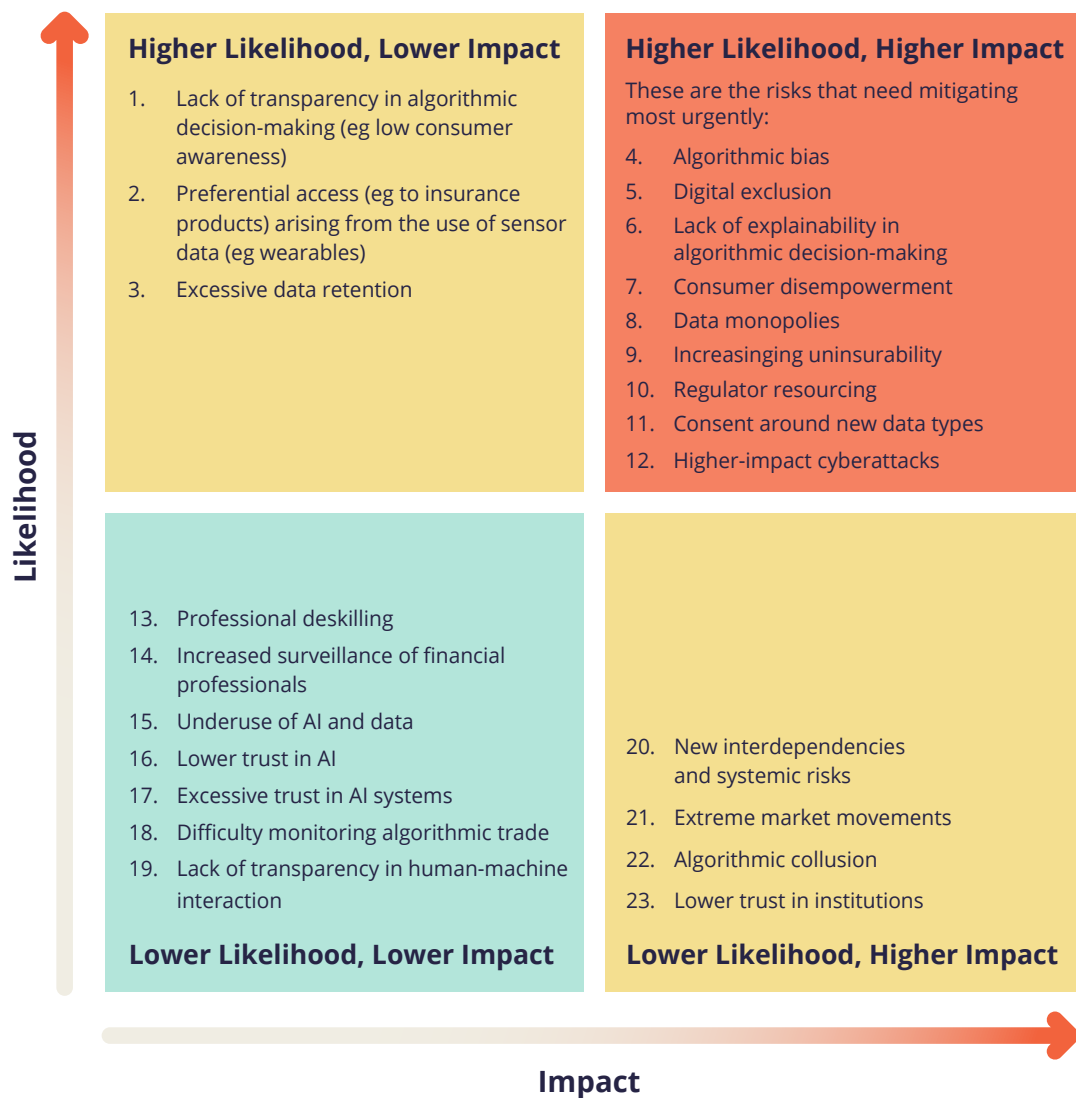 Higher Likelihood, Lower Impact
1. Lack of transparency in algorithmic
decision-making (eg low consumer
awareness)
2. Preferential access (eg to insurance
products) arising from the use of sensor
data (eg wearables)
3. Excessive data retention
Higher Likelihood, Higher Impact
These are the risks that need mitigating
most urgently:
4. Algorithmic bias
5. Digital exclusion
6. Lack of explainability in
algorithmic decision-making
7. Consumer disempowerment
8. Data monopolies
9. Increasinging uninsurability
10. Regulator resourcing
11. Consent around new data types
12. Higher-impact cyberattacks
Likelihood
13. Professional deskilling
14. Increased surveillance of financial
professionals
15. Underuse of AI and data
16. Lower trust in AI
17. Excessive trust in AI systems
18. Difficulty monitoring algorithmic trade
19. Lack of transparency in human-machine
interaction
Lower Likelihood, Lower Impact
20. New interdependencies
and systemic risks
21. Extreme market movements
22. Algorithmic collusion
23. Lower trust in institutions
Lower Likelihood, Higher Impact
Impact